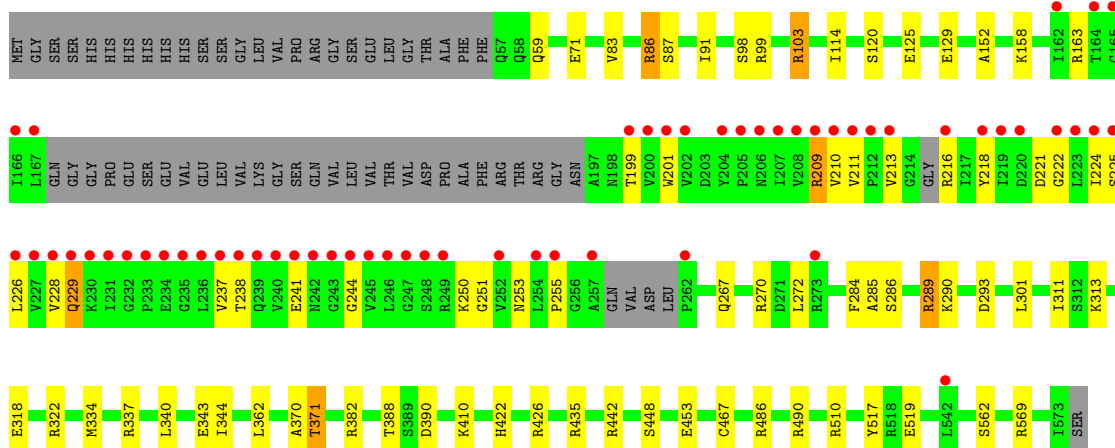 MET GLY SER SER HIS HIS HIS HIS HIS HIS SER SER GLY LEU VAL PRO ARG GLY SER GLU LEU GLY THR ALA PHE PHE Q57 Q58 Q59 E71 V83 R86 S87 I91 S98 R99 R103 I114 S120 E125 E129 A152 K158 I162 R163 T164 G165
I166 L167 GLN GLY GLY PRO SER GLU SER VAL GLU LEU VAL LYS GLY SER GLN VAL LEU VAL THR VAL ASP PRO ALA PHE ARG THR ARG GLY ASN A197 N198 T199 V200 W201 V202 D203 Y204 P205 N206 I207 V208 R209 V210 V211 P212 V213 G214 GLY R216 I217 Y218 I219 D220 D221 G222 L223 I224 S225
L226 V227 V228 Q229 K230 I231 G232 P233 E234 G235 L236 V237 T238 Q239 V240 E241 N242 G243 G244 V245 L246 G247 S248 R249 K250 G251 V252 N253 L254 P255 G256 A257 GLN VAL ASP LEU P262 Q267 R270 D271 L272 R273 F284 A285 S286 R289 K290 D293 L301 I311 S312 K313
E318 R322 M334 R337 L340 E343 I344 L362 A370 T371 R382 T388 S389 D390 K410 H422 R426 R435 R442 S448 E453 C467 R486 R490 R510 Y517 R518 E519 L542 S562 R569 I573 SER